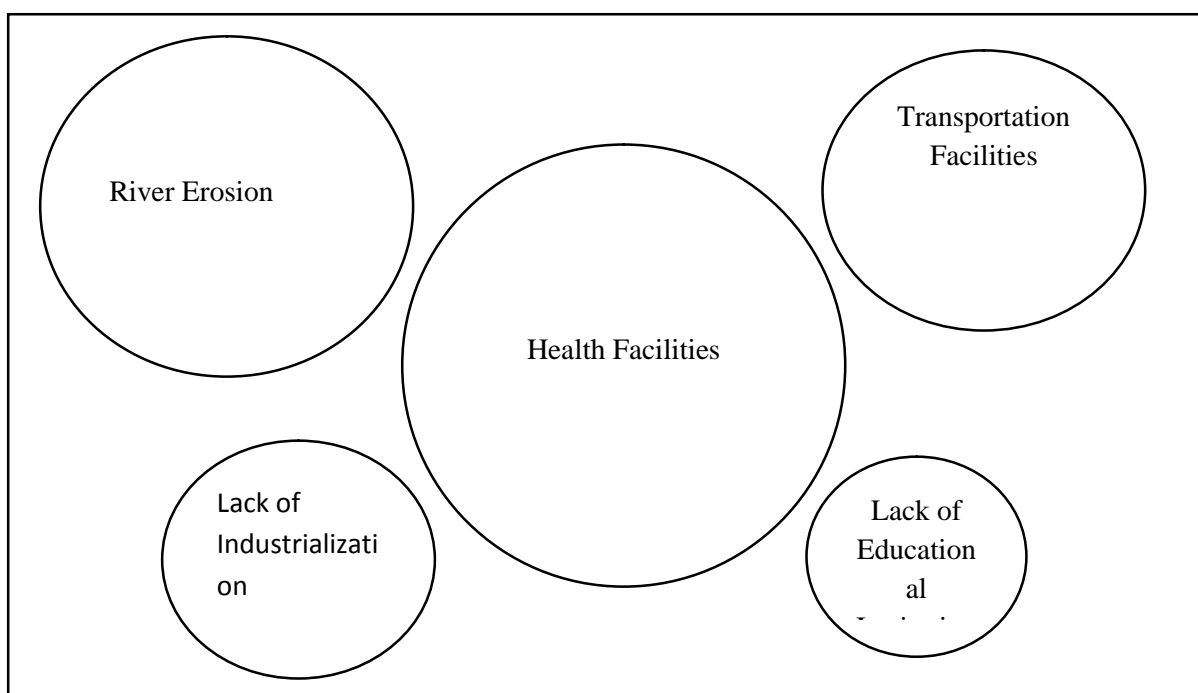 River Erosion
Transportation
Facilities
Health Facilities
Lack of
Industrializati
on
Lack of
Education
al